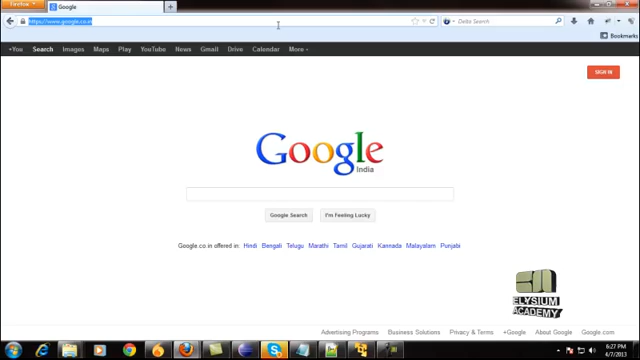 Firefox
Google
https://www.google.co.in
Delta Search
Bookmarks
+You Search Images Maps Play YouTube News Gmail Drive Calendar More
SIGN IN
Google
India
Google Search I'm Feeling Lucky
Google.co.in offered in: Hindi Bengali Telugu Marathi Tamil Gujarati Kannada Malayalam Punjabi
ELYSIUM
ACADEMY
Advertising Programs Business Solutions Privacy & Terms +Google About Google Google.com
6:27 PM
4/7/2013